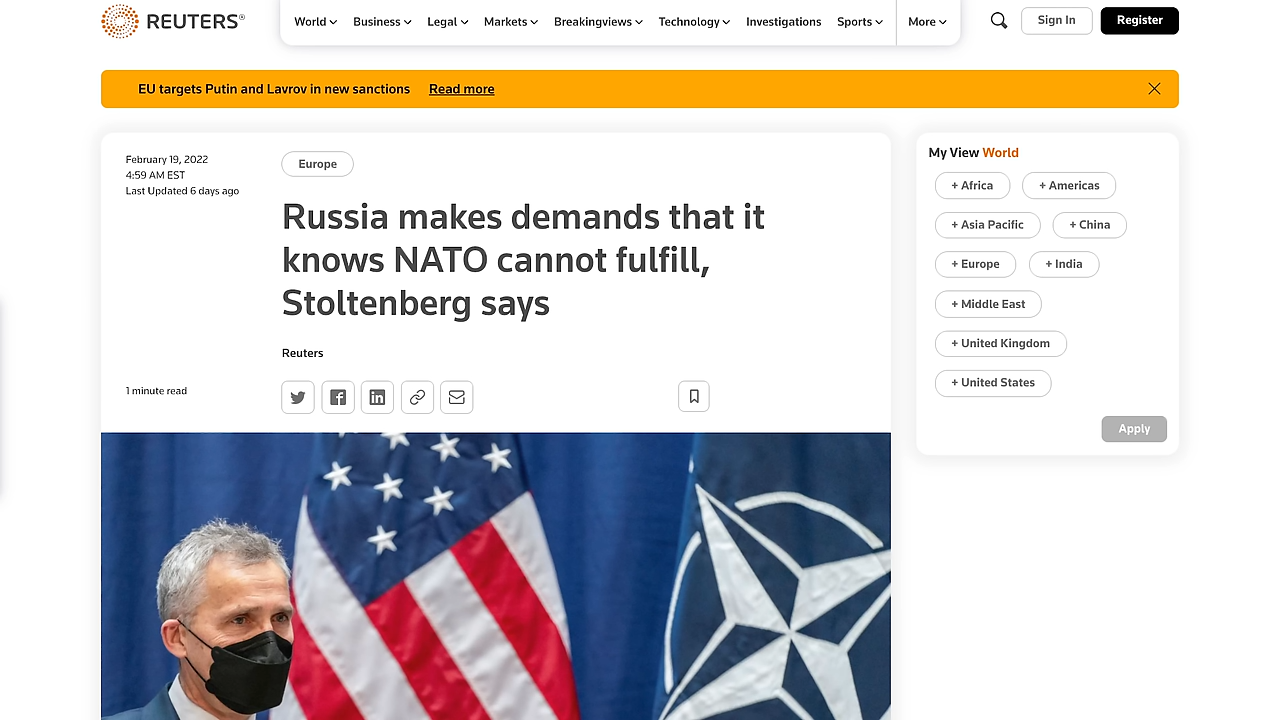 REUTERS®
World
Business
Legal
Markets
Breakingviews
Technology
Investigations
Sports
More
Sign In
Register
EU targets Putin and Lavrov in new sanctions Read more
February 19, 2022
4:59 AM EST
Last Updated 6 days ago
Europe
Russia makes demands that it
knows NATO cannot fulfill,
Stoltenberg says
Reuters
1 minute read
My View World
+ Africa
+ Americas
+ Asia Pacific
+ China
+ Europe
+ India
+ Middle East
+ United Kingdom
+ United States
Apply